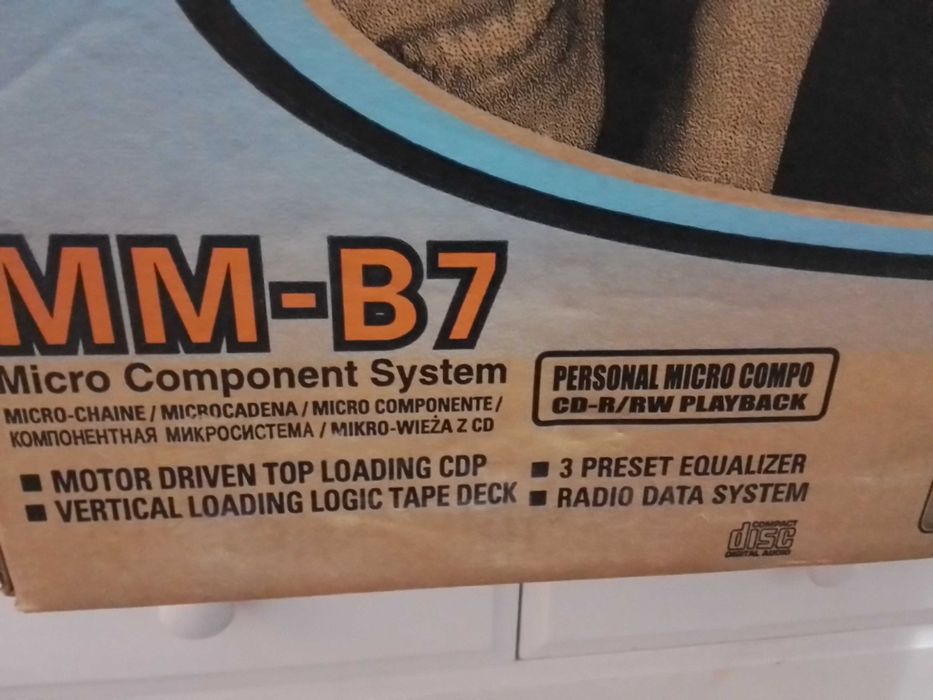 MM-B7
Micro Component System
MICRO-CHAINE / MICROCADENA / MICRO COMPONENTE /
КОМПОНЕНТНАЯ МИКРОСИСТЕМА / MIKRO-WIEŻA Z CD
PERSONAL MICRO COMPO
CD-R/RW PLAYBACK
■ MOTOR DRIVEN TOP LOADING CDP
■ VERTICAL LOADING LOGIC TAPE DECK
■ 3 PRESET EQUALIZER
■ RADIO DATA SYSTEM
COMPACT
disc
DIGITAL AUDIO